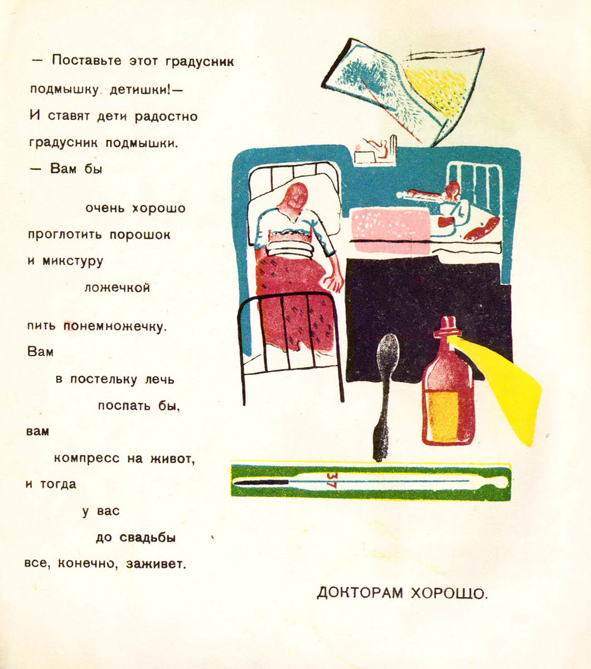 — Поставьте этот градусник
подмышку, детишки!—
И ставят дети радостно
градусник подмышки.
— Вам бы
очень хорошо
проглотить порошок
и микстуру
ложечкой
пить понемножечку.
Вам
в постельку лечь
поспать бы,
вам
компресс на живот,
и тогда
у вас
до свадьбы
все, конечно, заживет.
37
ДОКТОРАМ ХОРОШО.